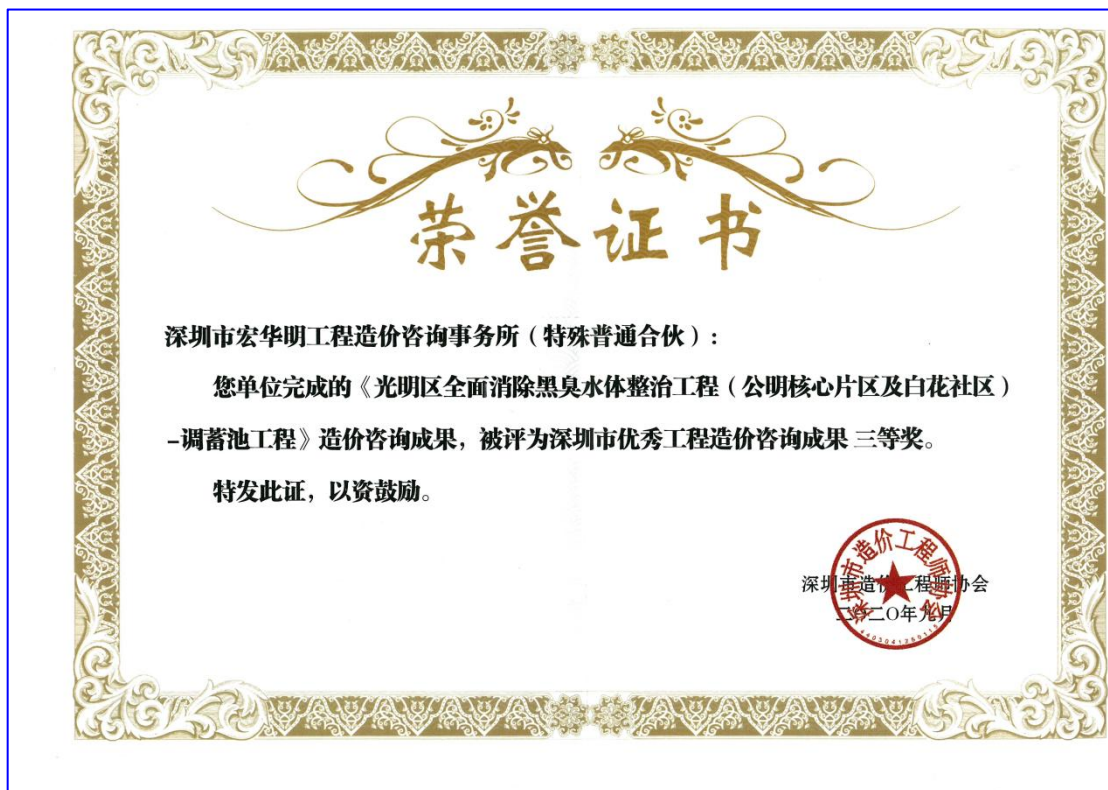 荣誉证书
深圳市宏华明工程造价咨询事务所（特殊普通合伙）：
您单位完成的《光明区全面消除黑臭水体整治工程（公明核心片区及白花社区）
-调蓄池工程》造价咨询成果，被评为深圳市优秀工程造价咨询成果 三等奖。
特发此证，以资鼓励。
深圳市造价工程师协会
深圳市造价工程师协会
二〇二〇年九月